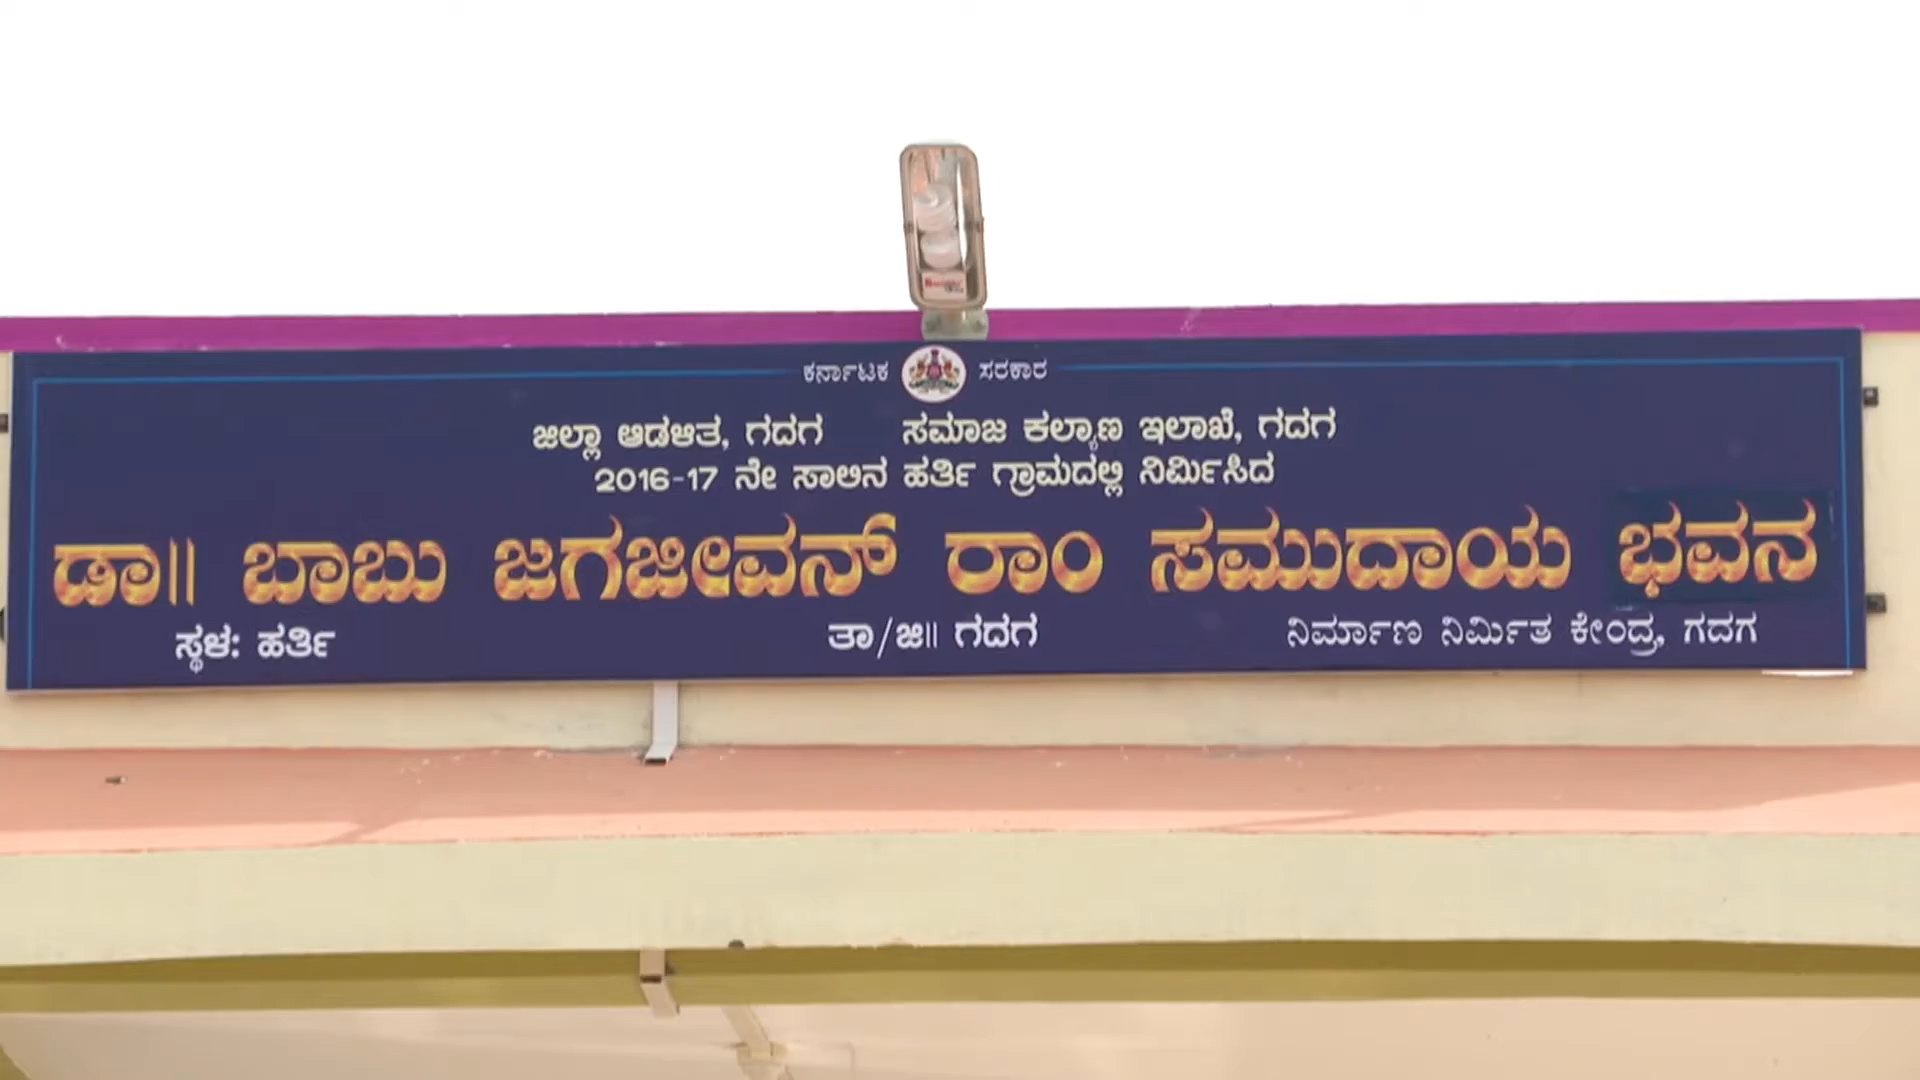 ಕರ್ನಾಟಕ ಸರಕಾರ
ಜಿಲ್ಲಾ ಆಡಳಿತ, ಗದಗ ಸಮಾಜ ಕಲ್ಯಾಣ ಇಲಾಖೆ, ಗದಗ
2016-17 ನೇ ಸಾಲಿನ ಹರ್ತಿ ಗ್ರಾಮದಲ್ಲಿ ನಿರ್ಮಿಸಿದ
ಡಾ|| ಬಾಬು ಜಗಜೀವನ್ ರಾಂ ಸಮುದಾಯ ಭವನ
ಸ್ಥಳ: ಹರ್ತಿ ತಾ/ಜಿ|| ಗದಗ ನಿರ್ಮಾಣ ನಿರ್ಮಿತ ಕೇಂದ್ರ, ಗದಗ